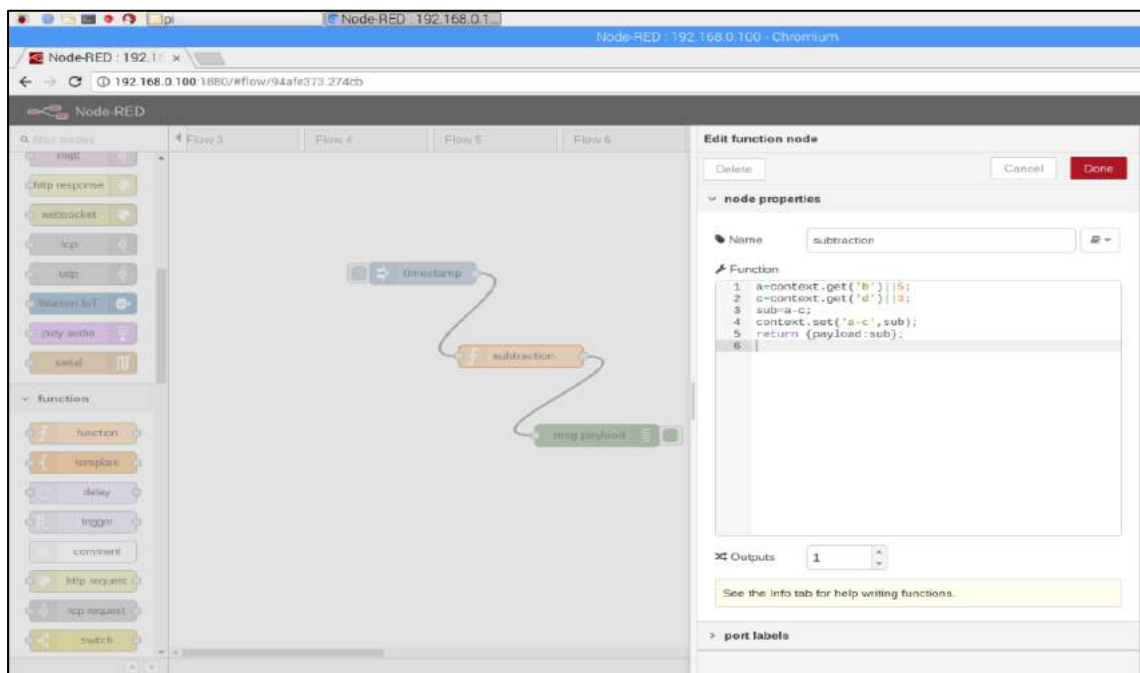 pi
Node-RED : 192.168.0.1...
Node-RED : 192.168.0.100 - Chromium
Node-RED : 192.1
192.168.0.100:1880/#flow/94afe373.274cb
Node-RED
filter nodes
Flow 3
Flow 4
Flow 5
Flow 6
Edit function node
mqtt
http response
websocket
tcp
udp
Watson IoT
play audio
serial
function
function
template
delay
trigger
comment
http request
tcp request
switch
timestamp
subtraction
msg.payload
Delete
Cancel
Done
node properties
Name
subtraction
Function
1 a=context.get('b')||5;
2 c=context.get('d')||3;
3 sub=a-c;
4 context.set('a-c',sub);
5 return {payload:sub};
6
Outputs
1
See the Info tab for help writing functions.
port labels